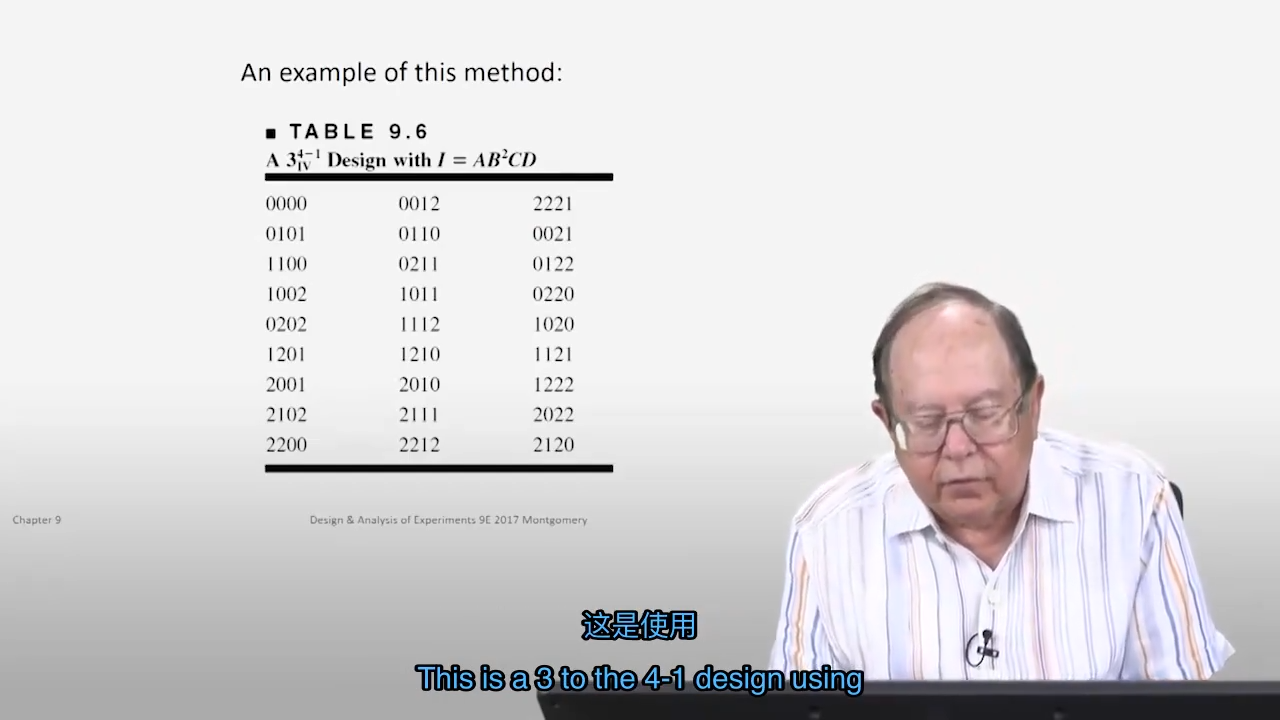 An example of this method:
■ TABLE 9.6
A 3^{4−1}_{IV} Design with I = AB²CD
0000 0012 2221
0101 0110 0021
1100 0211 0122
1002 1011 0220
0202 1112 1020
1201 1210 1121
2001 2010 1222
2102 2111 2022
2200 2212 2120
Chapter 9 Design & Analysis of Experiments 9E 2017 Montgomery
这是使用
This is a 3 to the 4-1 design using